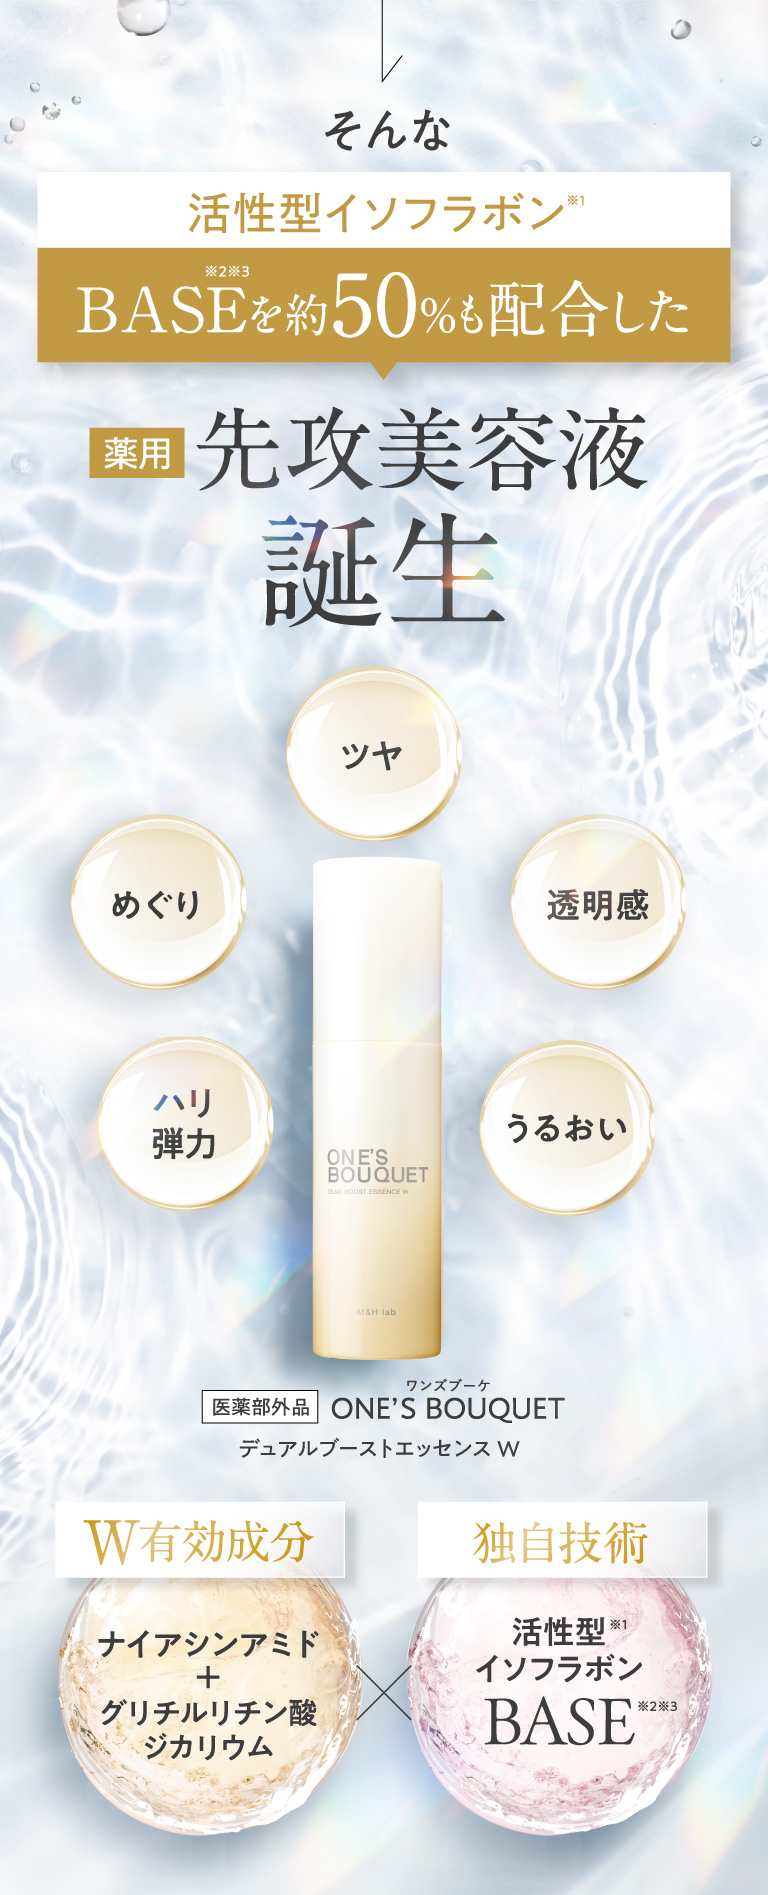 そんな
活性型イソフラボン※1
※2※3
BASEを約50%も配合した
薬用 先攻美容液
誕生
ツヤ
めぐり
透明感
ハリ
弾力
うるおい
ONE'S
BOUQUET
DUAL BOOST ESSENCE W
M&H lab
ワンズブーケ
医薬部外品 ONE'S BOUQUET
デュアルブーストエッセンス W
W有効成分
ナイアシンアミド
+
グリチルリチン酸
ジカリウム
×
独自技術
活性型※1
イソフラボン
BASE※2※3